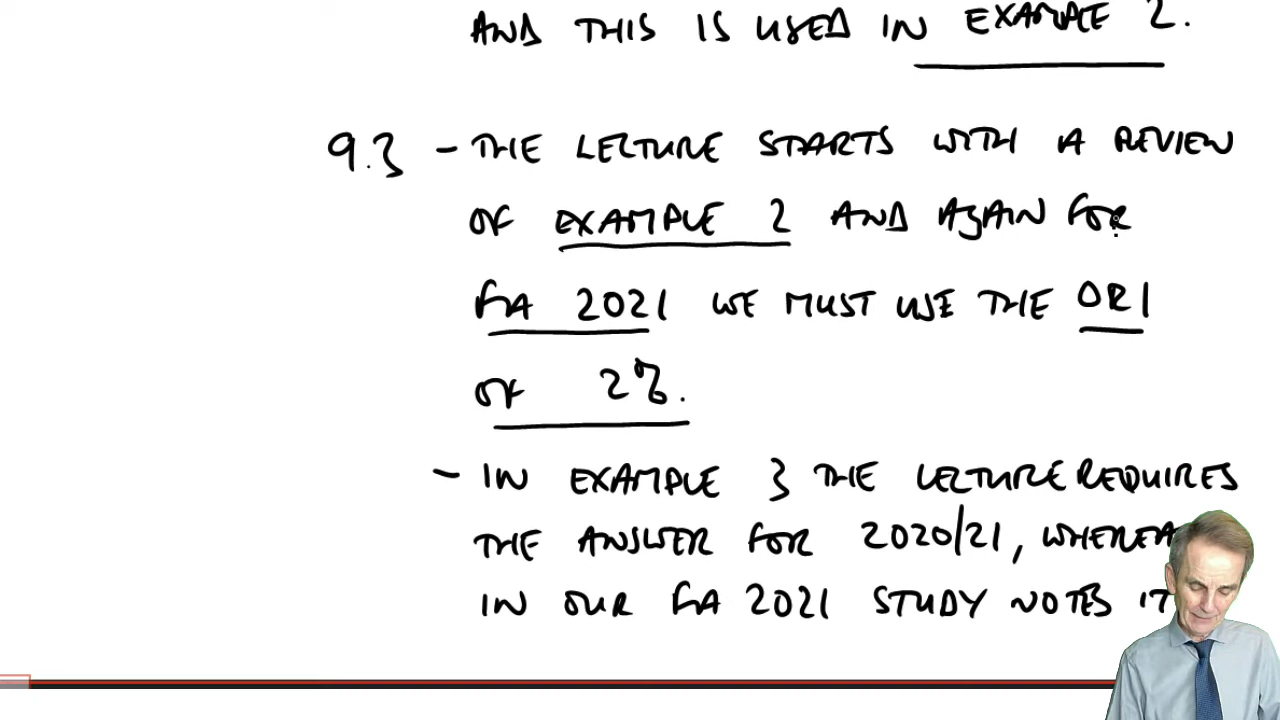 AND THIS IS USED IN EXAMPLE 2.
9.3 - THE LECTURE STARTS WITH A REVIEW
OF EXAMPLE 2 AND AGAIN FOR
FA 2021 WE MUST USE THE ORI
OF 2%.
- IN EXAMPLE 3 THE LECTURE REQUIRES
THE ANSWER FOR 2020/21,
IN OUR FA 2021 STUDY NOTES IT